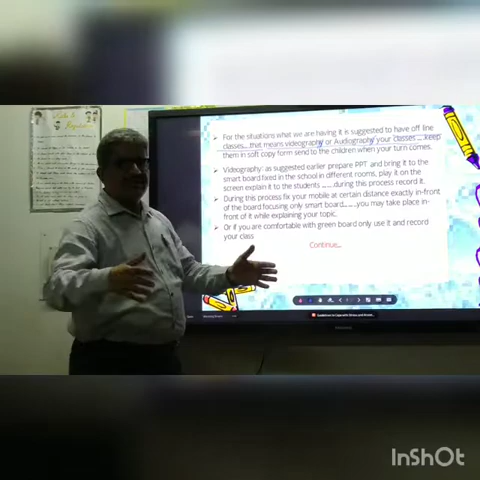 For the situations what we are having it is suggested to have off line
classes... that means videography or Audiography your classes ....keep
them in soft copy form send to the children when your turn comes.
Videography: as suggested earlier prepare PPT and bring it to the
smart board fixed in the school in different rooms, play it on the
screen explain it to the students ...... during this process record it.
During this process fix your mobile at certain distance exactly in-front
of the board focusing only smart board.......you may take place in-
front of it while explaining your topic.
Or if you are comfortable with green board only use it and record
your class
Continue..
InShOt